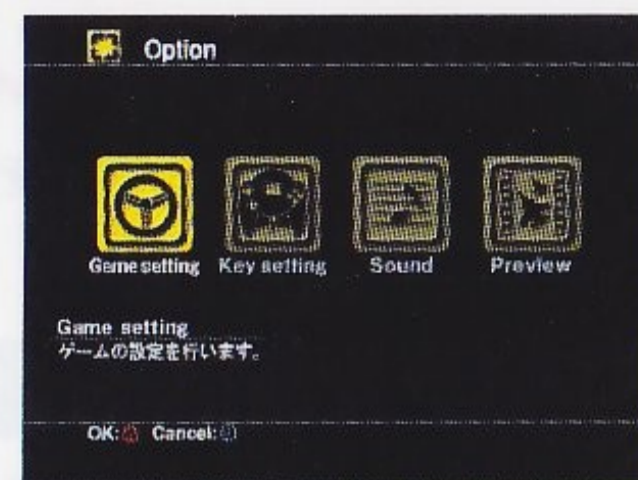 Option
Game setting Key setting Sound Preview
Game setting
ゲームの設定を行います。
OK: Cancel: